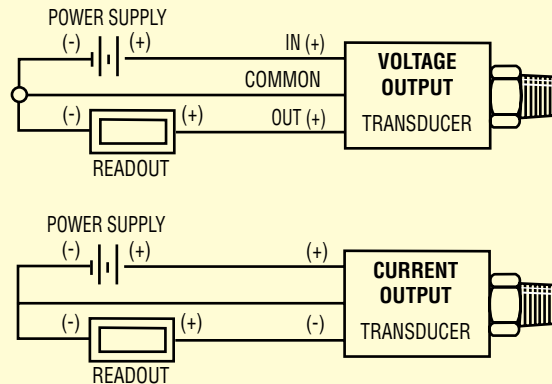 POWER SUPPLY
(-) (+) IN (+)
COMMON
(-) (+) OUT (+)
READOUT
VOLTAGE
OUTPUT
TRANSDUCER
POWER SUPPLY
(-) (+) (+)
(-) (+) (-)
READOUT
CURRENT
OUTPUT
TRANSDUCER